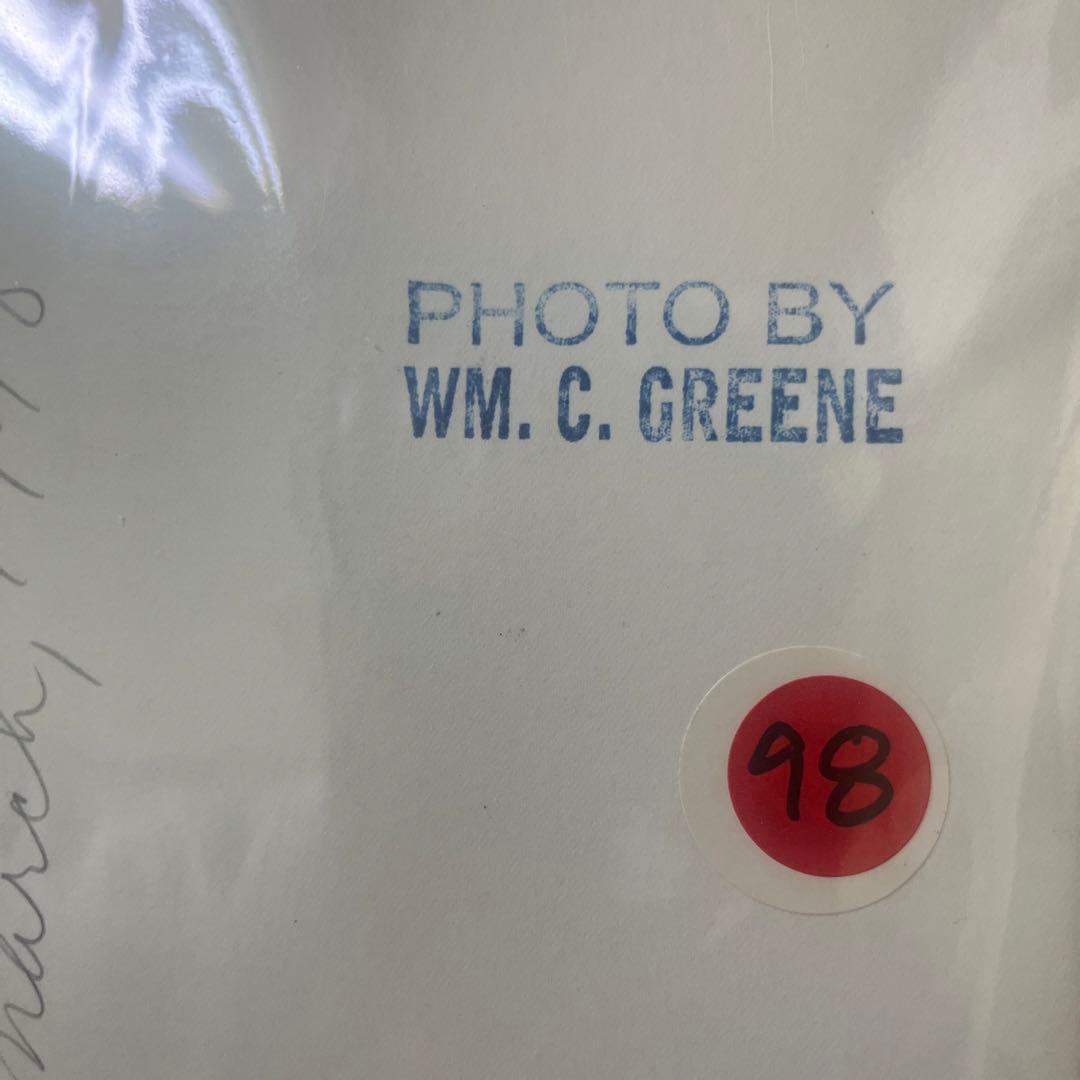 PHOTO BY
WM. C. GREENE
98
March,